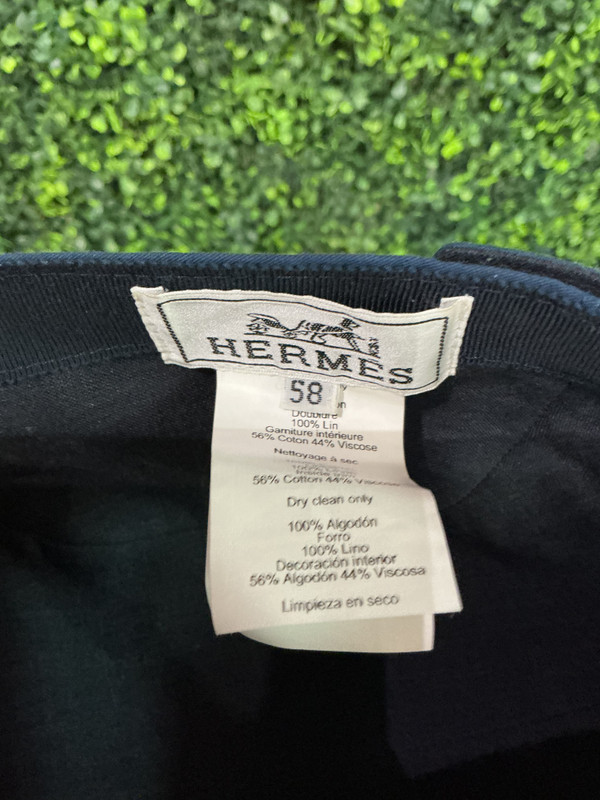 HERMES
58
Doublure
100% Lin
Garniture intérieure
56% Coton 44% Viscose
Nettoyage à sec
56% Cotton 44% Viscose
Dry clean only
100% Algodón
Forro
100% Lino
Decoración interior
56% Algodón 44% Viscosa
Limpieza en seco